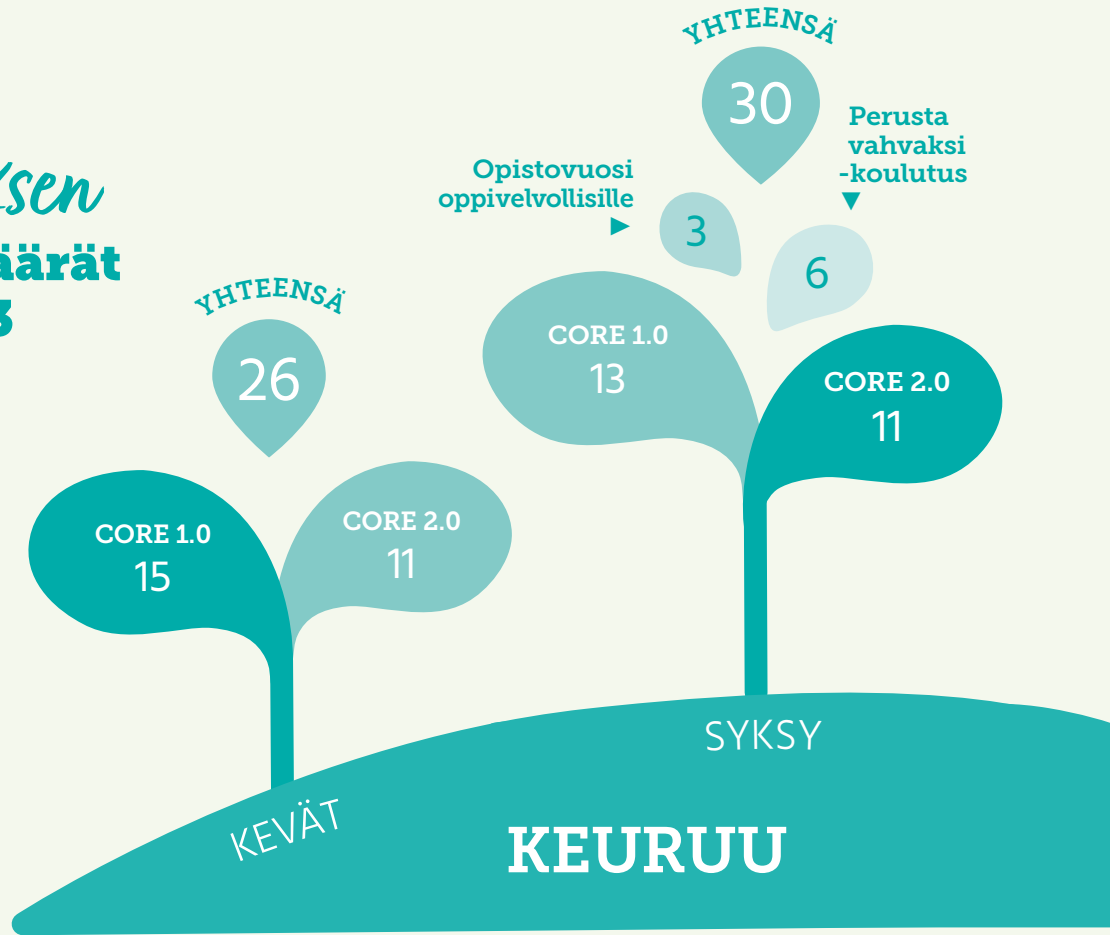 YHTEENSÄ
30
Perusta
vahvaksi
-koulutus
Opistovuosi
oppivelvollisille
3
6
YHTEENSÄ
26
CORE 1.0
13
CORE 2.0
11
CORE 1.0
15
CORE 2.0
11
SYKSY
KEVÄT
KEURUU